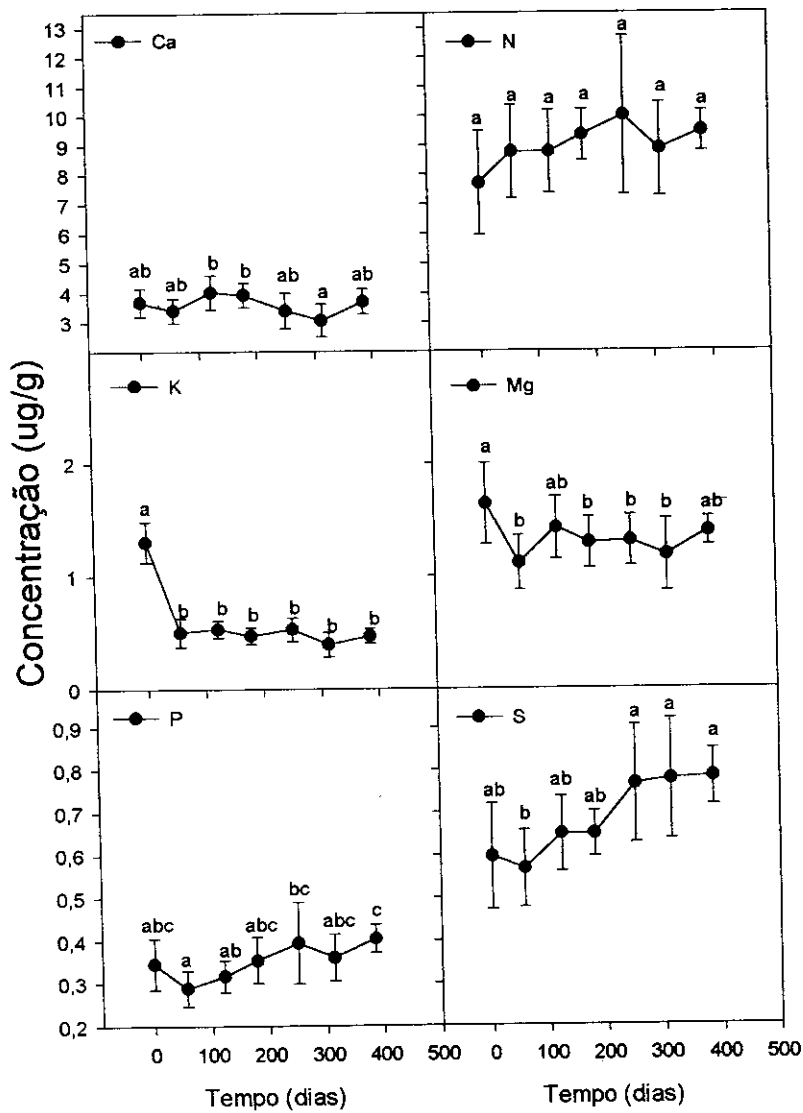 Concentração (ug/g)
13
12
11
10
9
8
7
6
5
4
3
Ca
ab ab b b ab a ab
N
a a a a a a a
2
1
0
K
a b b b b b b
Mg
a b ab b b b ab
0,9
0,8
0,7
0,6
0,5
0,4
0,3
0,2
P
abc a ab abc bc abc c
S
ab b ab ab a a a
0 100 200 300 400 500 0 100 200 300 400 500
Tempo (dias) Tempo (dias)